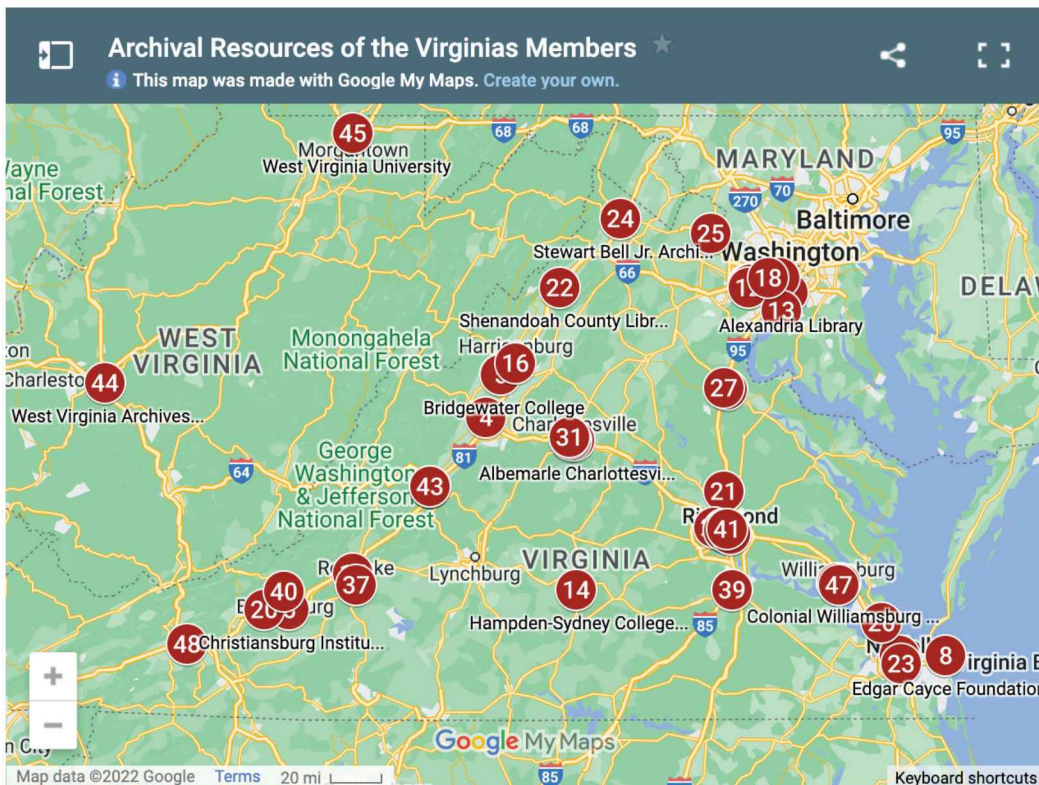 Archival Resources of the Virginias Members
This map was made with Google My Maps. Create your own.
45
68
68
95
Morgantown
West Virginia University
MARYLAND
70
270
Baltimore
nal Forest
24
25
Stewart Bell Jr. Archi...
Washington
66
18
22
13
DELAW
Shenandoah County Libr...
Alexandria Library
WEST
VIRGINIA
Monongahela
National Forest
95
16
44
27
West Virginia Archives...
Bridgewater College
4
31
George
Washington
& Jefferson
National Forest
81
64
Albemarle Charlottesvi...
43
21
41
VIRGINIA
Lynchburg
37
40
14
39
47
Hampden-Sydney College...
85
Colonial Williamsburg ...
48
Christiansburg Institu...
23
8
Edgar Cayce Foundation
+
−
n City
Google My Maps
85
Map data ©2022 Google
Terms
20 mi
Keyboard shortcuts